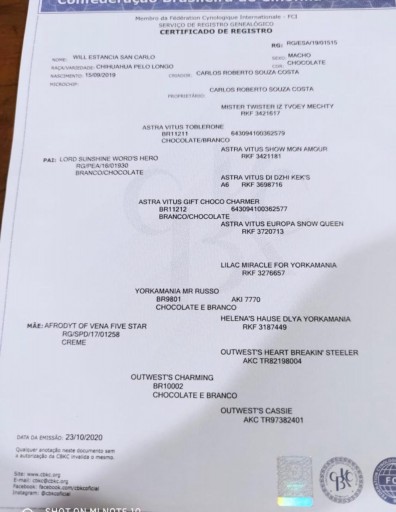 Confederação Brasileira de Cinofilia
Membro da Fédération Cynologique Internationale - FCI
SERVIÇO DE REGISTRO GENEALÓGICO
CERTIFICADO DE REGISTRO
RG: RG/ESA/19/01515
NOME: WILL ESTANCIA SAN CARLO
SEXO: MACHO
RAÇA/VARIEDADE: CHIHUAHUA PELO LONGO
COR: CHOCOLATE
NASCIMENTO: 13/09/2019
CRIADOR: CARLOS ROBERTO SOUZA COSTA
MICROCHIP:
PROPRIETÁRIO: CARLOS ROBERTO SOUZA COSTA
MISTER TWISTER IZ TVOEY MECHTY
RKF 3421617
ASTRA VITUS TOBLERONE
BR11211 643094100362579
CHOCOLATE/BRANCO
ASTRA VITUS SHOW MON AMOUR
RKF 3421181
PAI: LORD SUNSHINE WORD'S HERO
RG/PEA/18/01930
BRANCO/CHOCOLATE
ASTRA VITUS DI DZHI KEK'S
A6 RKF 3698716
ASTRA VITUS GIFT CHOCO CHARMER
BR11212 643094100362577
BRANCO/CHOCOLATE
ASTRA VITUS EUROPA SNOW QUEEN
RKF 3720713
LILAC MIRACLE FOR YORKAMANIA
RKF 3276657
YORKAMANIA MR RUSSO
BR9801 AKI 7770
CHOCOLATE E BRANCO
HELENA'S HAUSE DLYA YORKAMANIA
RKF 3187449
MÃE: AFRODYT OF VENA FIVE STAR
RG/SPD/17/01258
CREME
OUTWEST'S HEART BREAKIN' STEELER
AKC TR82198004
OUTWEST'S CHARMING
BR10002
CHOCOLATE E BRANCO
OUTWEST'S CASSIE
AKC TR97382401
DATA DA EMISSÃO: 23/10/2020
Qualquer anotação neste documento sem
a autorização da CBKC invalida o mesmo.
Site: www.cbkc.org
E-mail: cbkc@cbkc.org
Facebook: facebook.com/cbkcoficial
Instagram: @cbkcoficial
SHOT ON MI NOTE 10